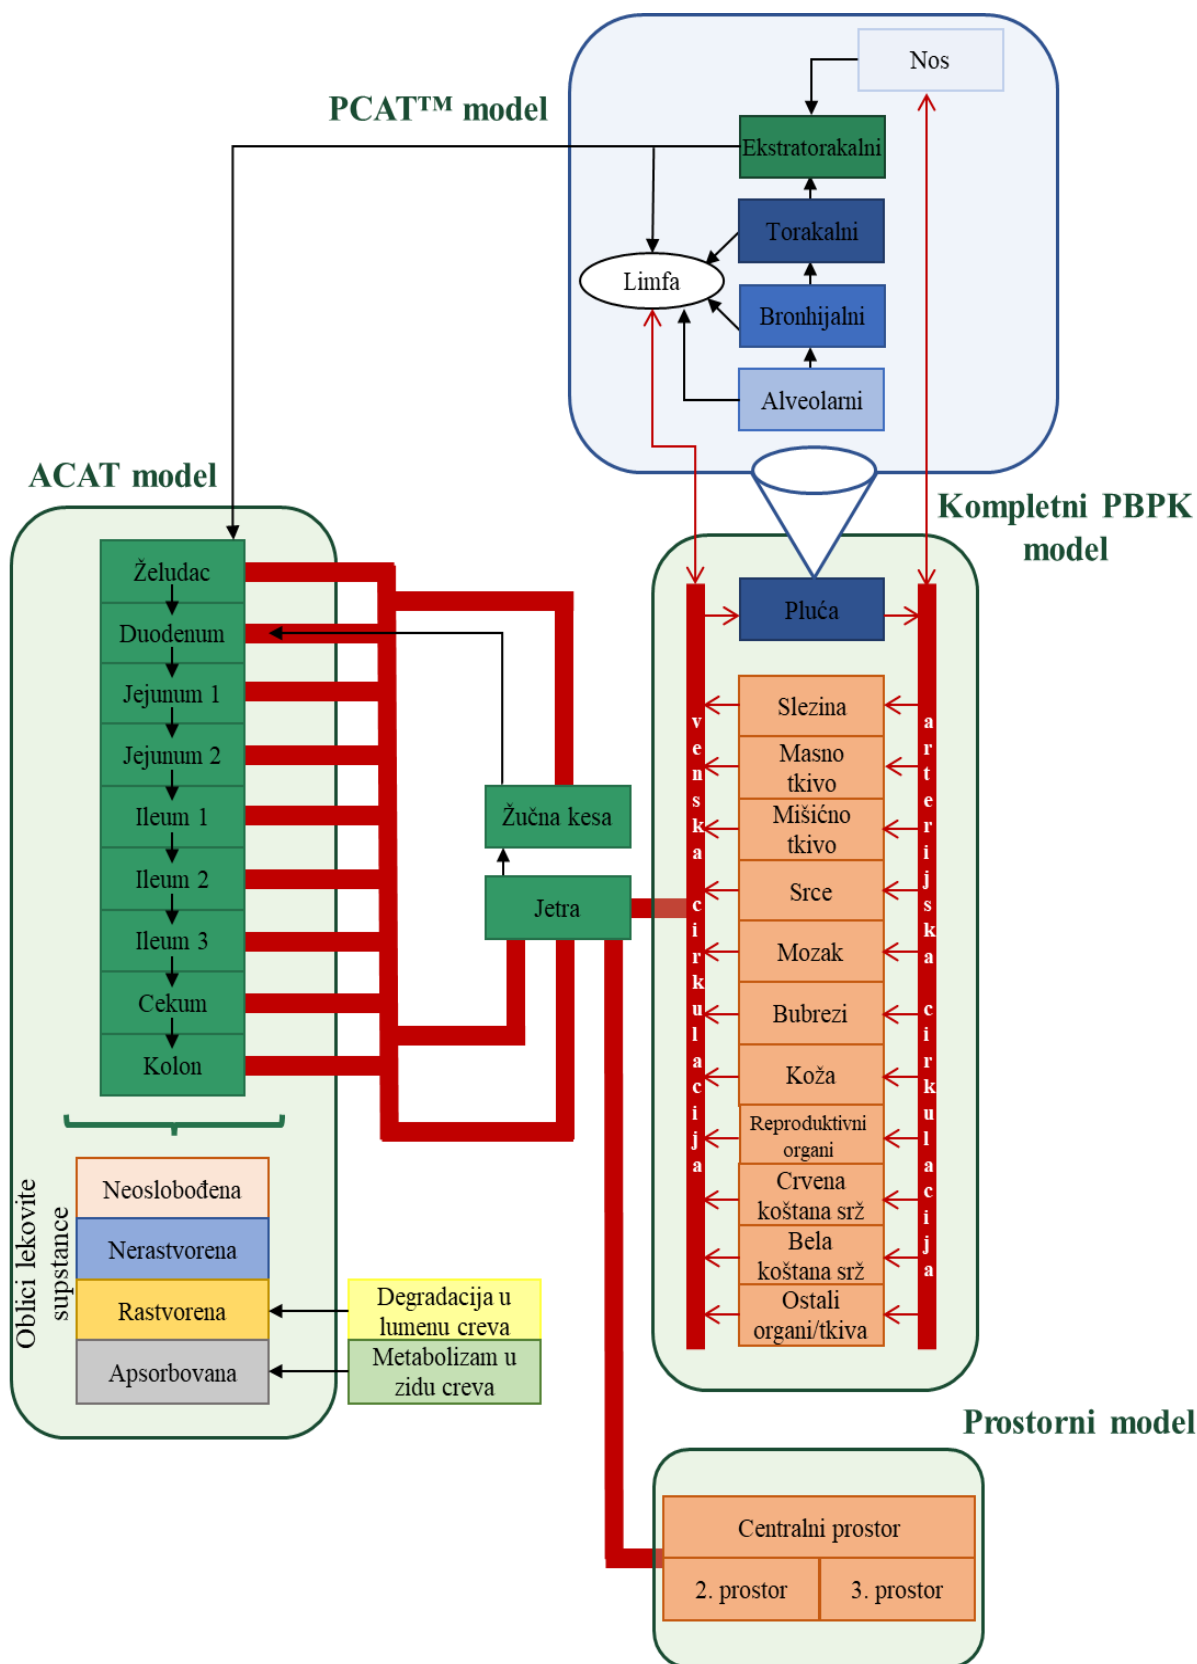 Nos
PCAT™ model
Ekstratorakalni
Torakalni
Limfa
Bronhijalni
Alveolarni
ACAT model
Kompletni PBPK
model
Želudac
Duodenum
Jejunum 1
Jejunum 2
Ileum 1
Ileum 2
Ileum 3
Cekum
Kolon
Žučna kesa
Jetra
Pluća
venska cirkulacija
arterijska cirkulacija
Slezina
Masno
tkivo
Mišićno
tkivo
Srce
Mozak
Bubrezi
Koža
Reproduktivni
organi
Crvena
koštana srž
Bela
koštana srž
Ostali
organi/tkiva
Oblici lekovite
supstance
Neoslobođena
Nerastvorena
Rastvorena
Apsorbovana
Degradacija u
lumenu creva
Metabolizam u
zidu creva
Prostorni model
Centralni prostor
2. prostor
3. prostor